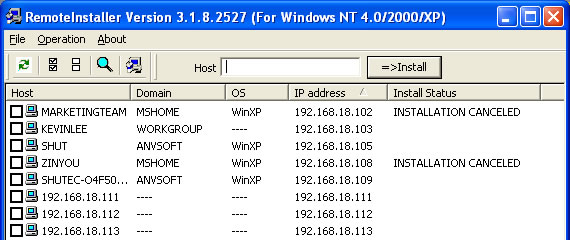 RemoteInstaller Version 3.1.8.2527 (For Windows NT 4.0/2000/XP)
File Operation About
Host =>Install
Host Domain OS IP address Install Status
MARKETINGTEAM MSHOME WinXP 192.168.18.102 INSTALLATION CANCELED
KEVINLEE WORKGROUP ---- 192.168.18.103
SHUT ANVSOFT WinXP 192.168.18.105
ZINYOU MSHOME WinXP 192.168.18.108 INSTALLATION CANCELED
SHUTEC-O4F50... ANVSOFT WinXP 192.168.18.109
192.168.18.111 ---- ---- 192.168.18.111
192.168.18.112 ---- ---- 192.168.18.112
192.168.18.113 ---- ---- 192.168.18.113